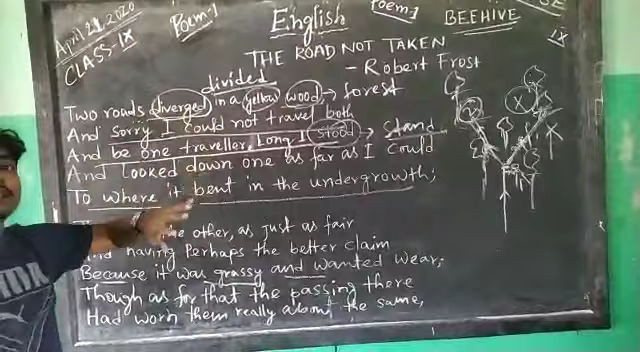 April 21, 2020
CLASS-IX
Poem-1
English
Poem-1
BEEHIVE
IX
THE ROAD NOT TAKEN
- Robert Frost
divided
Two roads diverged in a yellow wood → forest
And sorry I could not travel both
And be one traveller, Long I stood → Stand
And looked down one as far as I could
To where it bent in the undergrowth;
the other, as just as fair
And having Perhaps the better claim
Because it was grassy and wanted wear;
Though as for that the passing there
Had worn them really about the same,
PUMA